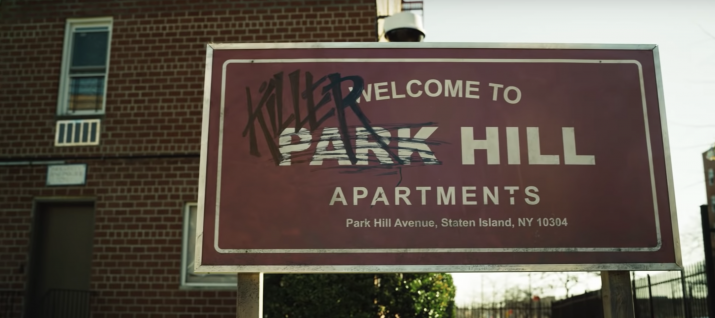 WELCOME TO
KILLER
PARK HILL
APARTMENTS
Park Hill Avenue, Staten Island, NY 10304